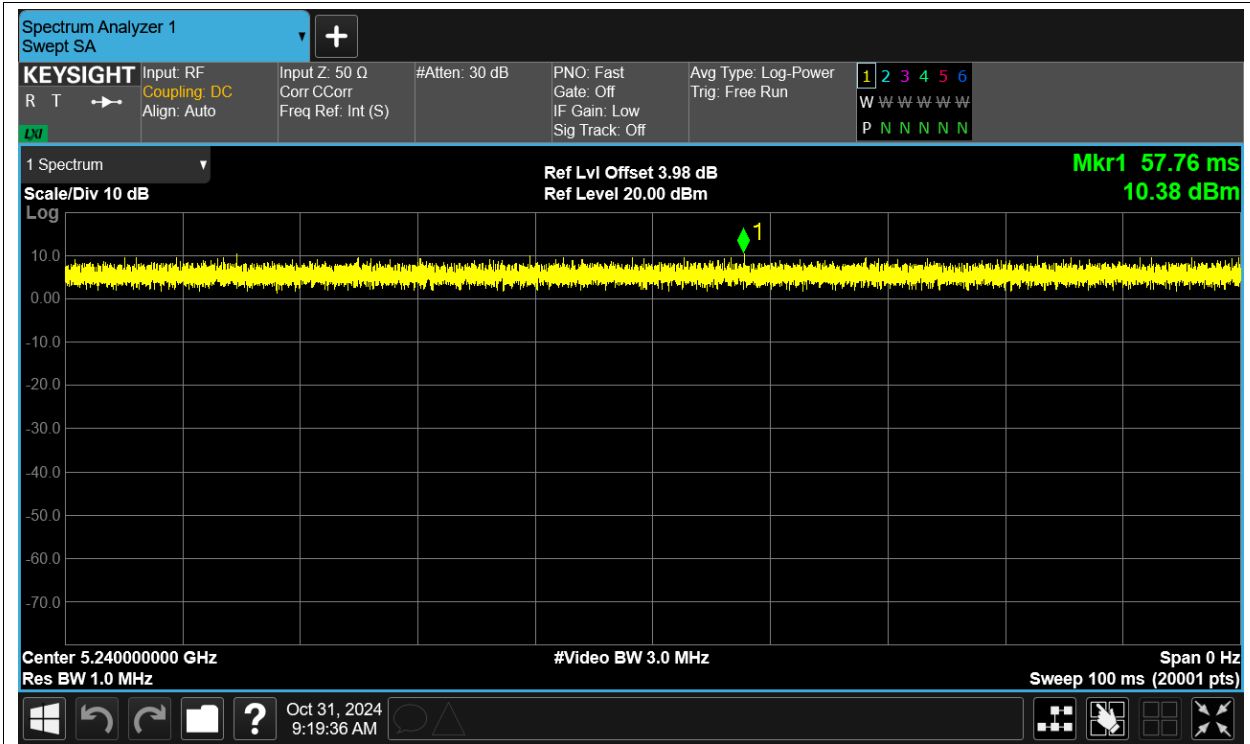 Spectrum Analyzer 1
Swept SA
+
KEYSIGHT
R T
LXI
Input: RF
Coupling: DC
Align: Auto
Input Z: 50 Ω
Corr CCorr
Freq Ref: Int (S)
#Atten: 30 dB
PNO: Fast
Gate: Off
IF Gain: Low
Sig Track: Off
Avg Type: Log-Power
Trig: Free Run
1 2 3 4 5 6
W W W W W W
P N N N N N
1 Spectrum
Scale/Div 10 dB
Log
Ref Lvl Offset 3.98 dB
Ref Level 20.00 dBm
Mkr1 57.76 ms
10.38 dBm
1
10.0
0.00
-10.0
-20.0
-30.0
-40.0
-50.0
-60.0
-70.0
Center 5.240000000 GHz
Res BW 1.0 MHz
#Video BW 3.0 MHz
Span 0 Hz
Sweep 100 ms (20001 pts)
?
Oct 31, 2024
9:19:36 AM